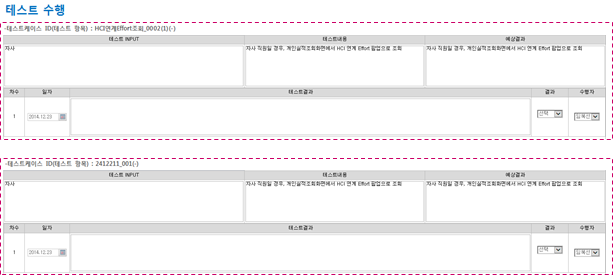 테스트 수행
-테스트케이스 ID(테스트 항목) : HCI연계Effort조회_0002(1)(-)
테스트 INPUT 테스트내용 예상결과
자사 자사 직원일 경우, 개인실적조회화면에서 HCI 연계 Effort 팝업으로 조회 자사 직원일 경우, 개인실적조회화면에서 HCI 연계 Effort 팝업으로 조회
차수 일자 테스트결과 결과 수행자
1 2014.12.23 선택
-테스트케이스 ID(테스트 항목) : 2412211_001(-)
테스트 INPUT 테스트내용 예상결과
자사 자사 직원일 경우, 개인실적조회화면에서 HCI 연계 Effort 팝업으로 조회 자사 직원일 경우, 개인실적조회화면에서 HCI 연계 Effort 팝업으로 조회
차수 일자 테스트결과 결과 수행자
1 2014.12.23 선택